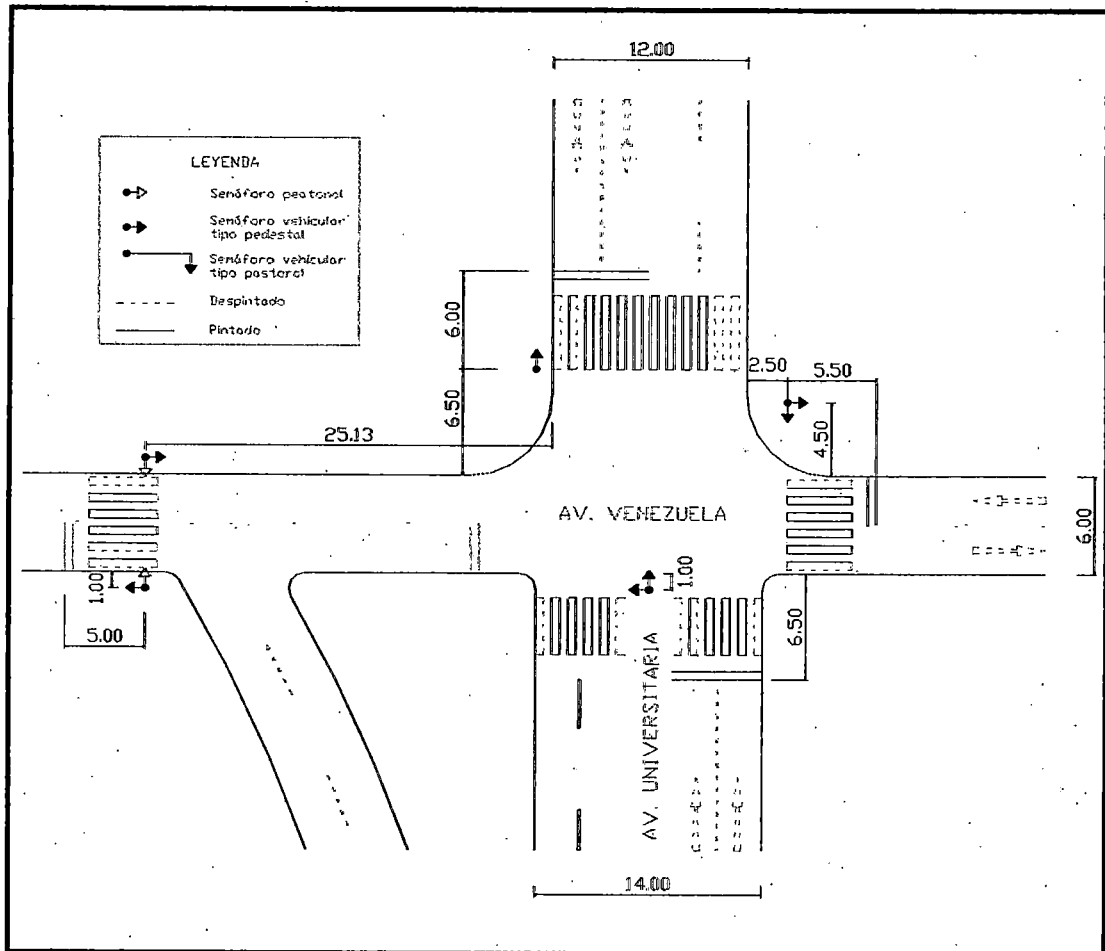 12.00
LEYENDA
Semáforo peatonal
Semáforo vehicular
tipo pedestal
Semáforo vehicular
tipo pastoral
Despintado
Pintado
6.00
6.50
2.50
5.50
4.50
25.13
AV. VENEZUELA
6.00
1.00
1.00
5.00
6.50
AV. UNIVERSITARIA
14.00